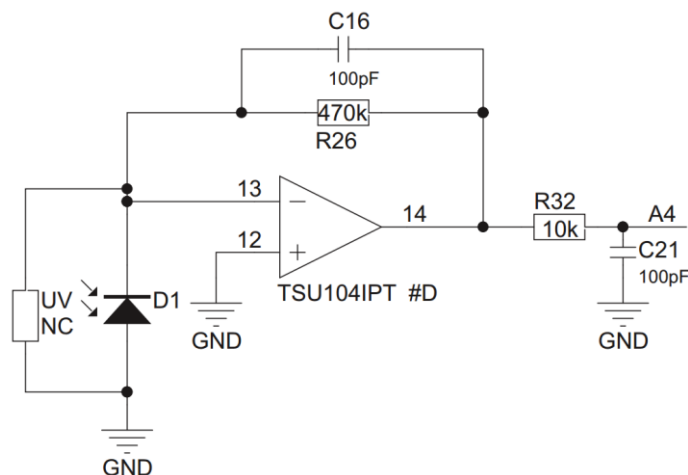 C16
100pF
470k
R26
13
14
12
R32
10k
A4
C21
100pF
UV
NC
D1
TSU104IPT #D
GND
GND
GND